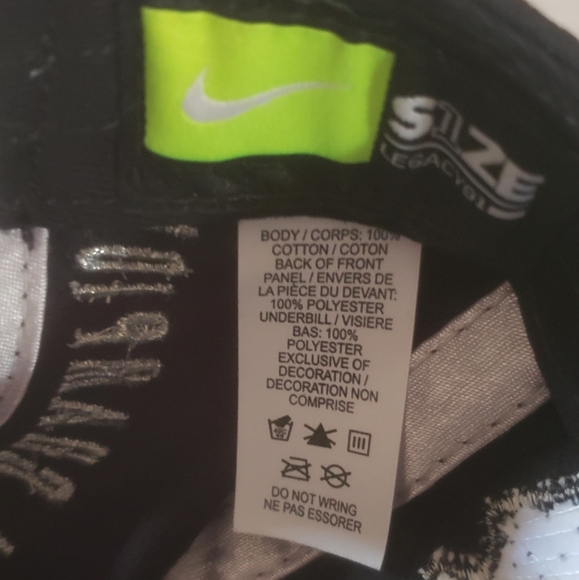 S1ZE
LEGACY91
BODY / CORPS: 100%
COTTON / COTON
BACK OF FRONT
PANEL / ENVERS DE
LA PIÈCE DU DEVANT:
100% POLYESTER
UNDERBILL / VISIERE
BAS: 100%
POLYESTER
EXCLUSIVE OF
DECORATION /
DECORATION NON
COMPRISE
DO NOT WRING
NE PAS ESSORER